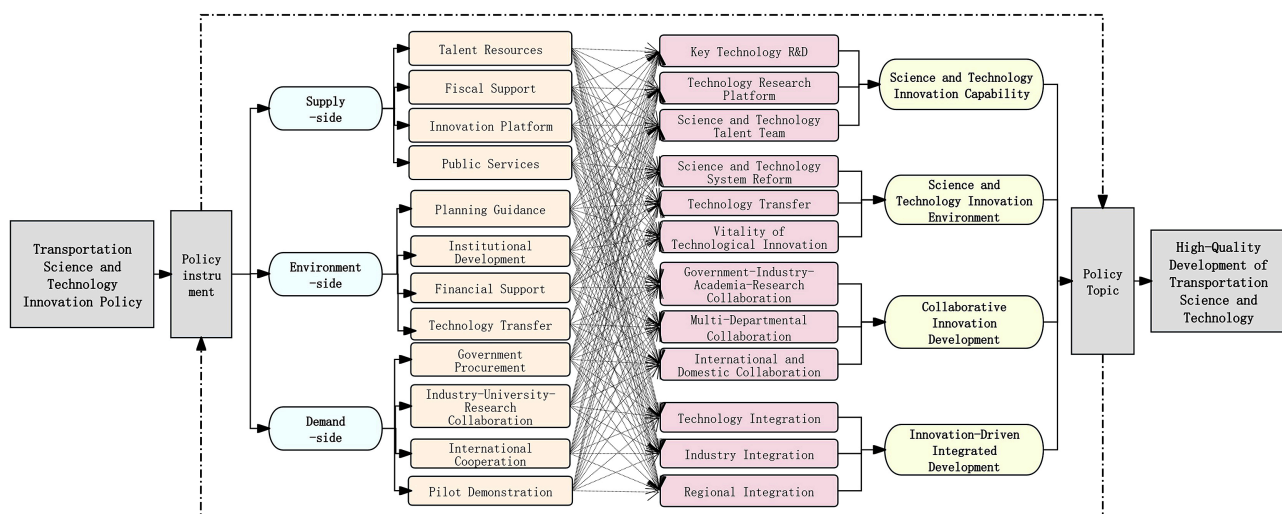 Transportation
Science and
Technology
Innovation Policy
Policy
instr
ument
Supply
-side
Environment
-side
Demand
-side
Talent Resources
Fiscal Support
Innovation Platform
Public Services
Planning Guidance
Institutional
Development
Financial Support
Technology Transfer
Government
Procurement
Industry-University-
Research
Collaboration
International
Cooperation
Pilot Demonstration
Key Technology R&D
Technology Research
Platform
Science and Technology
Talent Team
Science and Technology
System Reform
Technology Transfer
Vitality of
Technological Innovation
Government-Industry-
Academia-Research
Collaboration
Multi-Departmental
Collaboration
International and
Domestic Collaboration
Technology Integration
Industry Integration
Regional Integration
Science and Technology
Innovation Capability
Science and
Technology Innovation
Environment
Collaborative
Innovation
Development
Innovation-Driven
Integrated
Development
Policy
Topic
High-Quality
Development of
Transportation
Science and
Technology